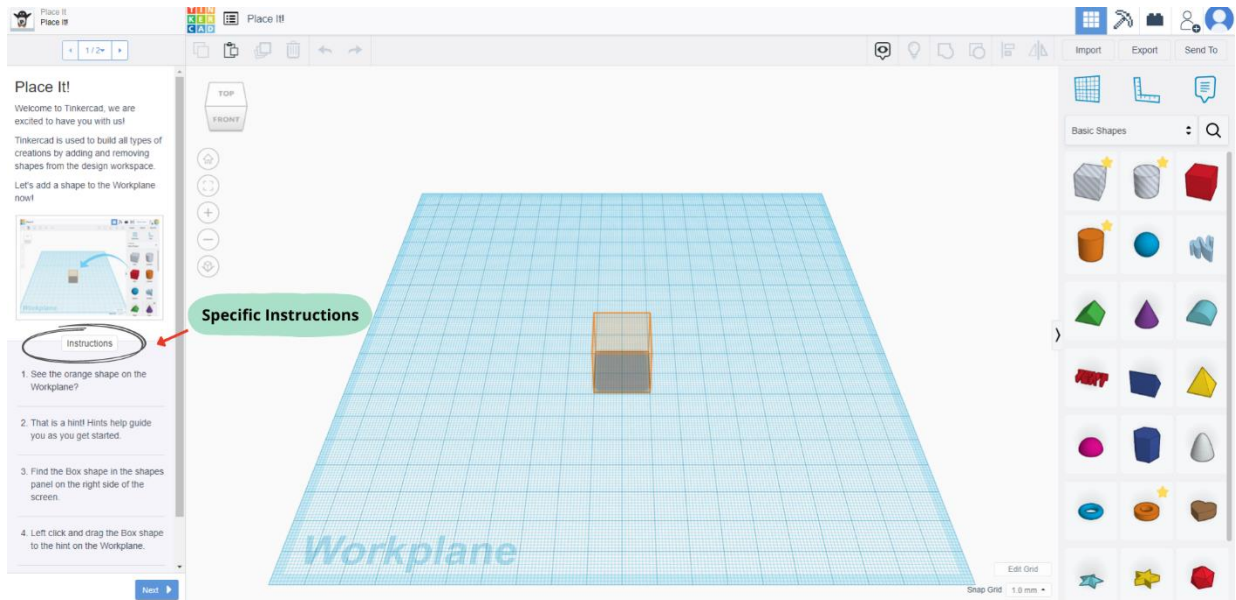 Place It
Place It!
TIN
KER
CAD
Place It!
1 / 2
Import
Export
Send To
Place It!
Welcome to Tinkercad, we are
excited to have you with us!
Tinkercad is used to build all types of
creations by adding and removing
shapes from the design workspace.
Let's add a shape to the Workplane
now!
Instructions
1. See the orange shape on the
Workplane?
2. That is a hint! Hints help guide
you as you get started.
3. Find the Box shape in the shapes
panel on the right side of the
screen.
4. Left click and drag the Box shape
to the hint on the Workplane.
Next
TOP
FRONT
Specific Instructions
Workplane
Edit Grid
Snap Grid 1.0 mm
Basic Shapes
TEXT